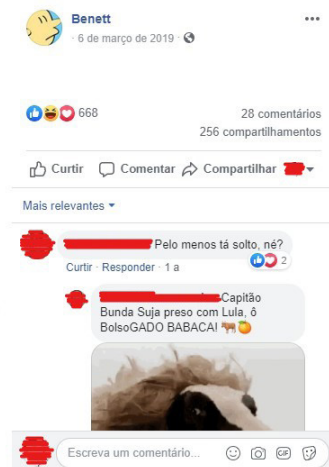 Benett
6 de março de 2019
668
28 comentários
256 compartilhamentos
Curtir Comentar Compartilhar
Mais relevantes
Pelo menos tá solto, né?
2
Curtir · Responder · 1 a
Capitão
Bunda Suja preso com Lula, ô
BolsoGADO BABACA! 🐂🍊
Escreva um comentário... GIF